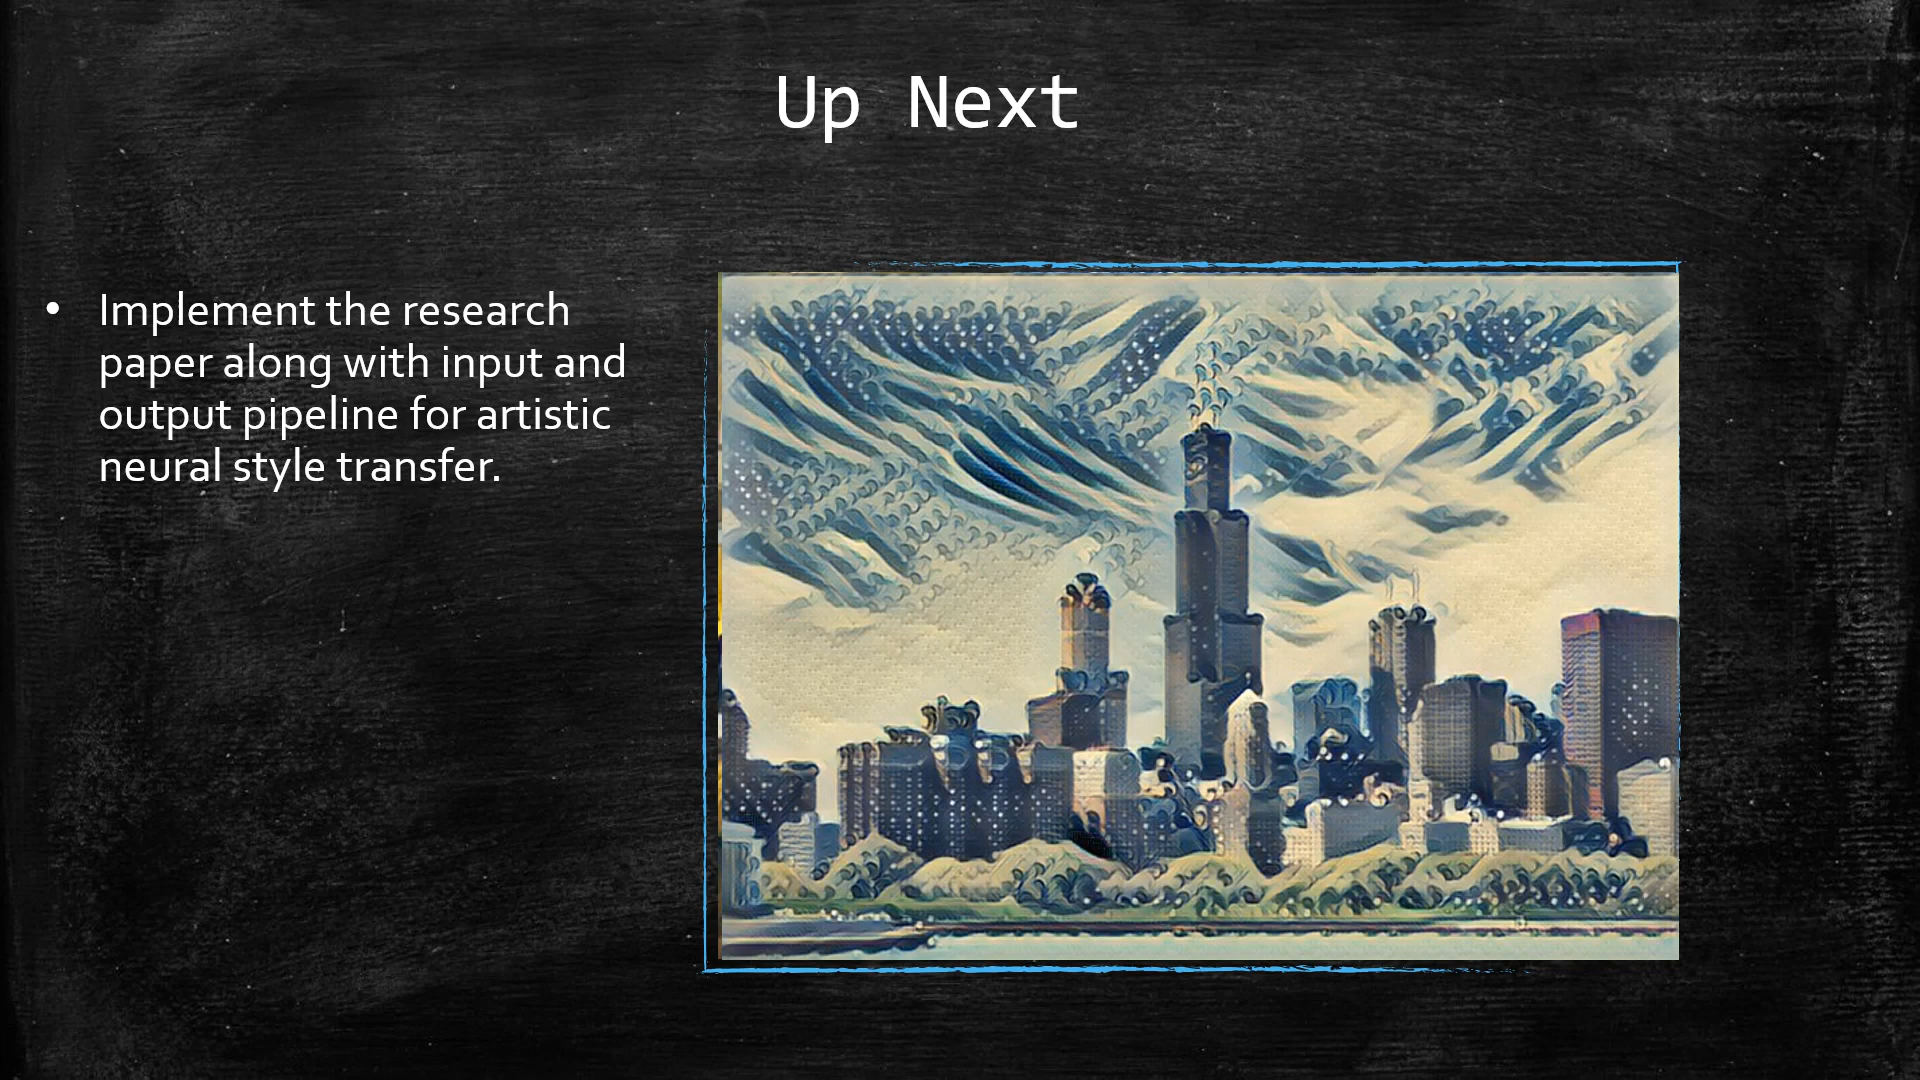 Up Next
• Implement the research
paper along with input and
output pipeline for artistic
neural style transfer.